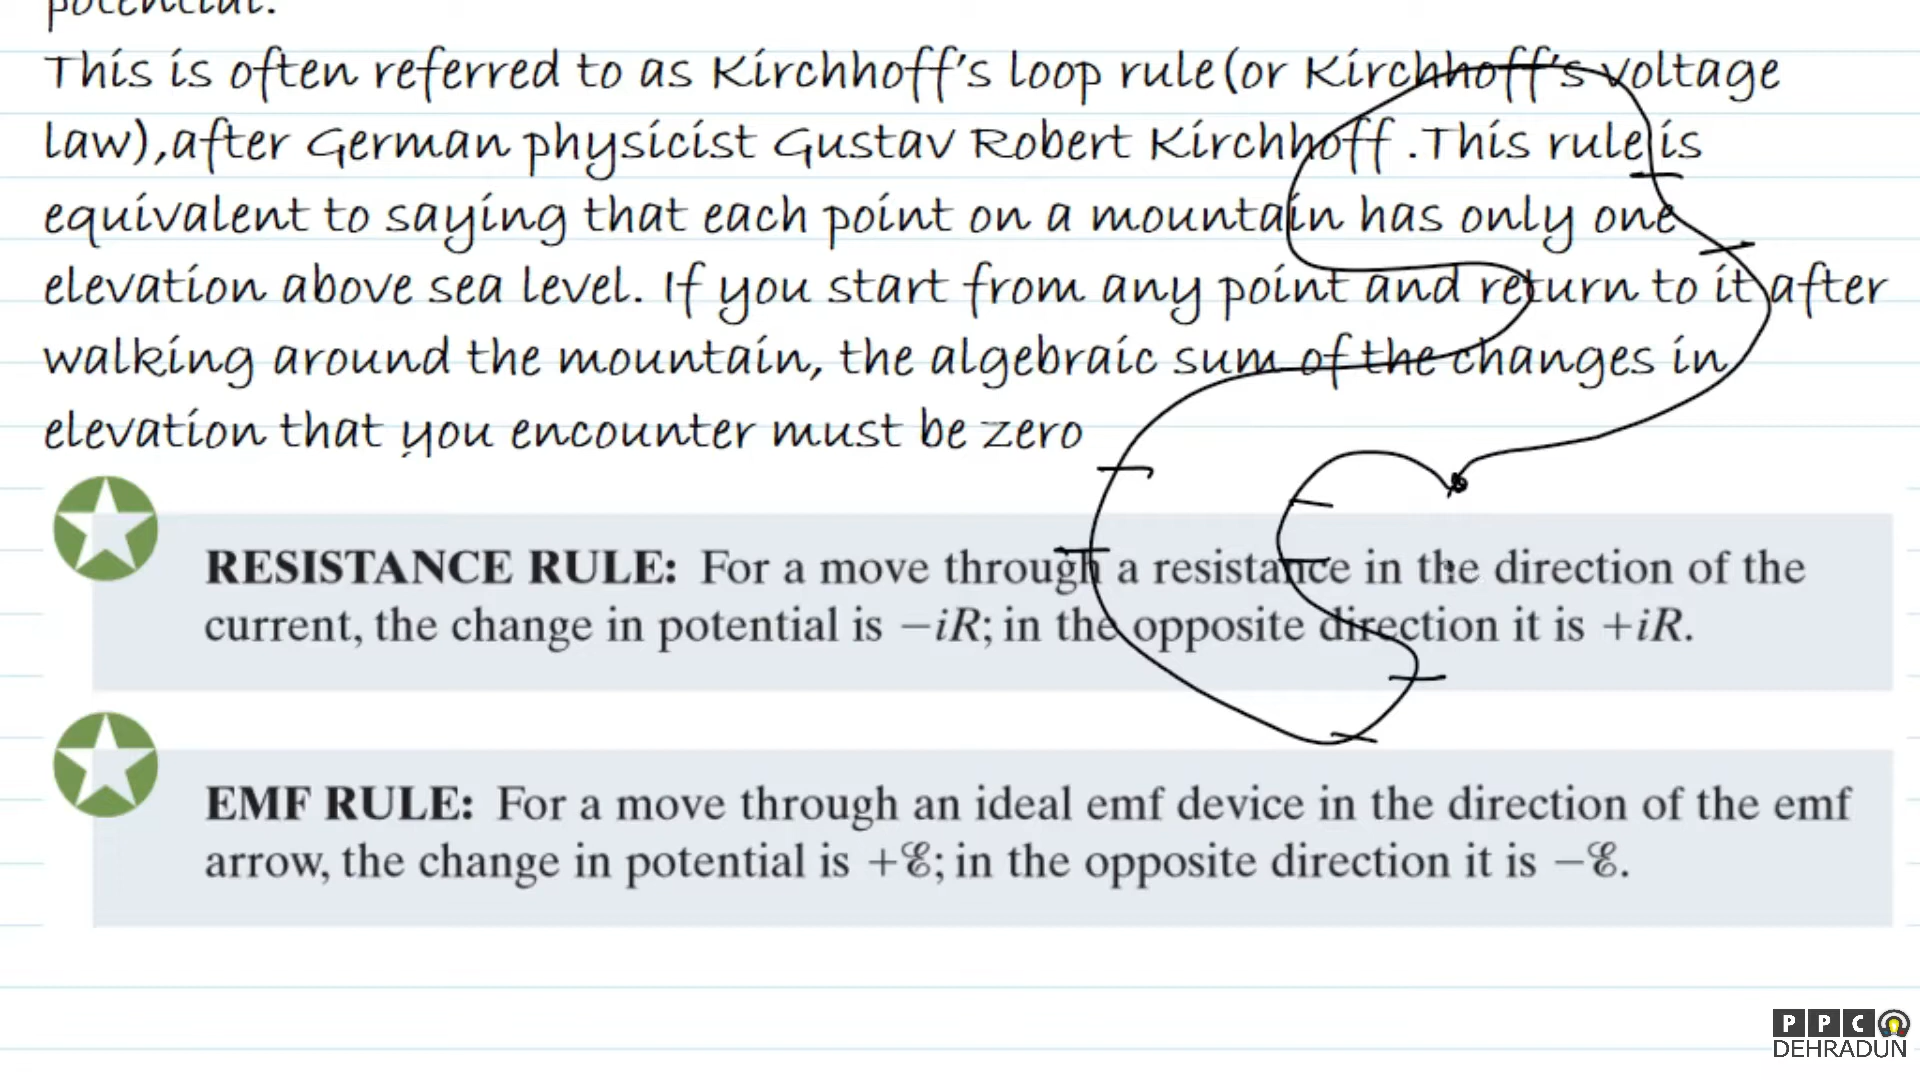 potential.
This is often referred to as Kirchhoff's loop rule(or Kirchhoff's voltage
law),after German physicist Gustav Robert Kirchhoff .This rule is
equivalent to saying that each point on a mountain has only one
elevation above sea level. If you start from any point and return to it after
walking around the mountain, the algebraic sum of the changes in
elevation that you encounter must be zero
RESISTANCE RULE: For a move through a resistance in the direction of the
current, the change in potential is −iR; in the opposite direction it is +iR.
EMF RULE: For a move through an ideal emf device in the direction of the emf
arrow, the change in potential is +ℰ; in the opposite direction it is −ℰ.
PPC
DEHRADUN